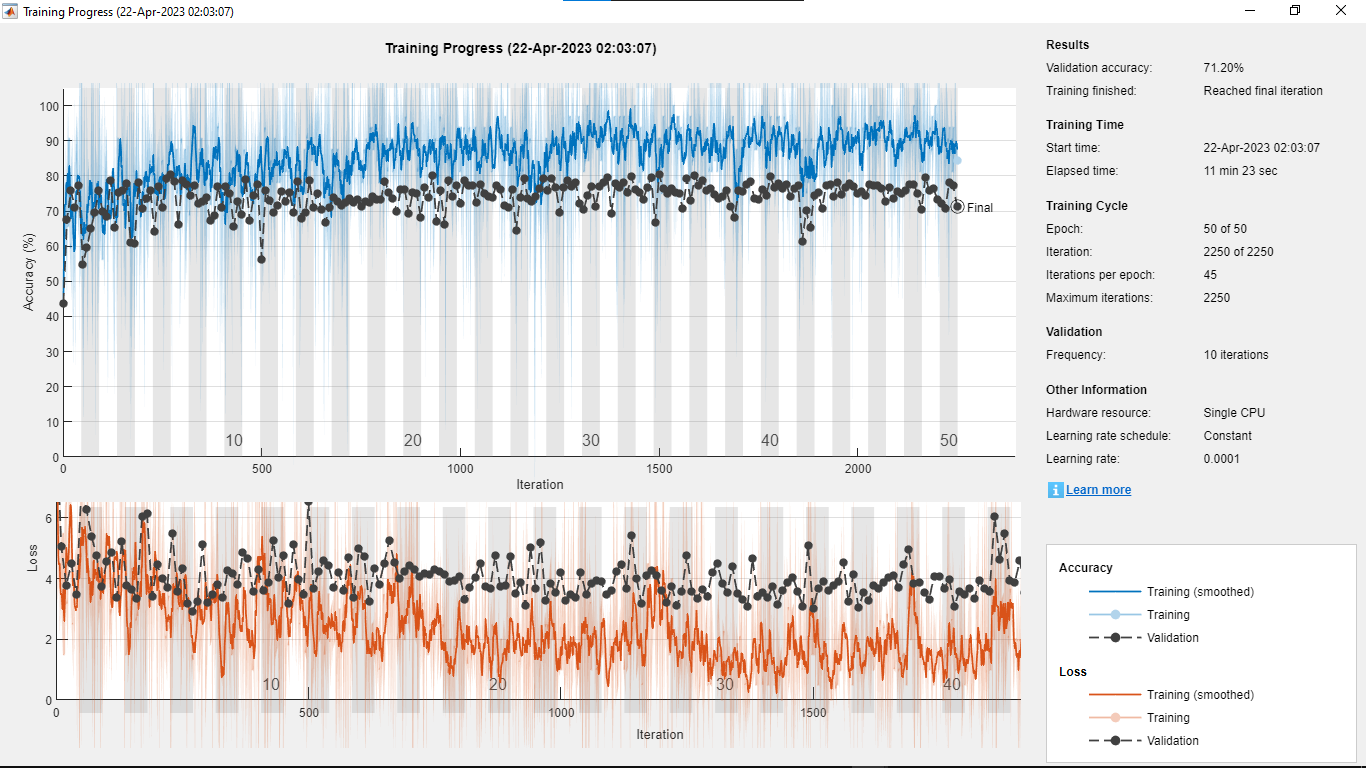 Training Progress (22-Apr-2023 02:03:07)
Training Progress (22-Apr-2023 02:03:07)
100
90
80
70
60
50
40
30
20
10
0
Accuracy (%)
Final
10
20
30
40
50
0
500
1000
1500
2000
Iteration
6
4
2
0
Loss
10
20
30
40
0
500
1000
1500
Iteration
Results
Validation accuracy: 71.20%
Training finished: Reached final iteration
Training Time
Start time: 22-Apr-2023 02:03:07
Elapsed time: 11 min 23 sec
Training Cycle
Epoch: 50 of 50
Iteration: 2250 of 2250
Iterations per epoch: 45
Maximum iterations: 2250
Validation
Frequency: 10 iterations
Other Information
Hardware resource: Single CPU
Learning rate schedule: Constant
Learning rate: 0.0001
i Learn more
Accuracy
Training (smoothed)
Training
Validation
Loss
Training (smoothed)
Training
Validation